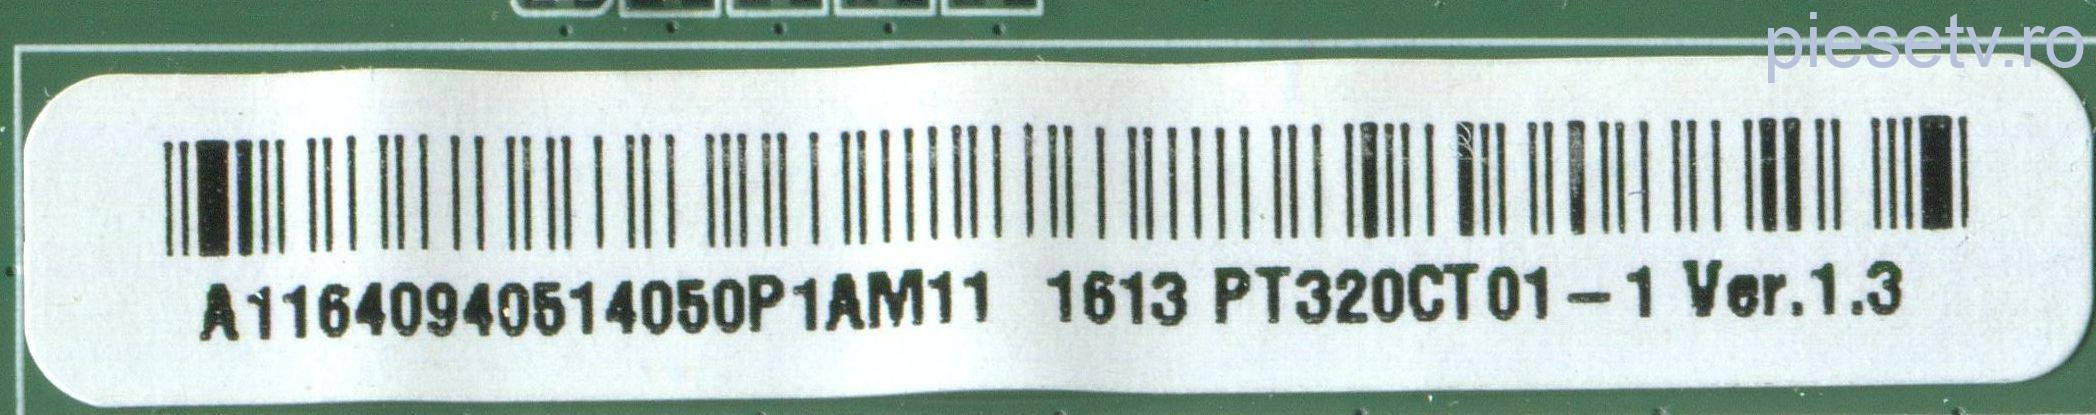 piesetv.ro
A11640940514050P1AM11 1613 PT320CT01-1 Ver.1.3